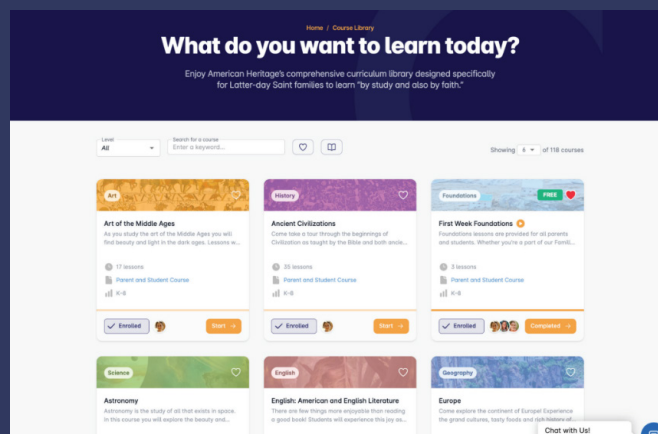 Home / Course Library
What do you want to learn today?
Enjoy American Heritage's comprehensive curriculum library designed specifically
for Latter-day Saint families to learn "by study and also by faith."
Level
All
Search for a course
Enter a keyword...
Showing
of 118 courses
Art
Art of the Middle Ages
As you study the art of the Middle Ages you will
find beauty and light in the dark ages. Lessons w...
17 lessons
Parent and Student Course
K-6
Enrolled
Start →
History
Ancient Civilizations
Come take a tour through the beginnings of
Civilization as taught by the Bible and both ancie...
35 lessons
Parent and Student Course
K-6
Enrolled
Start →
Foundations
FREE
First Week Foundations
Foundations lessons are provided for all parents
and students. Whether you're a part of our Famili...
3 lessons
Parent and Student Course
K-6
Enrolled
Completed →
Science
Astronomy
Astronomy is the study of all that exists in space.
In this course you will explore the beauty and...
English
English: American and English Literature
There are few things more enjoyable than reading
a good book! Students will experience this joy as...
Geography
Europe
Come explore the continent of Europe! Experience
the grand cultures, tasty foods and rich history of
Chat with Us!